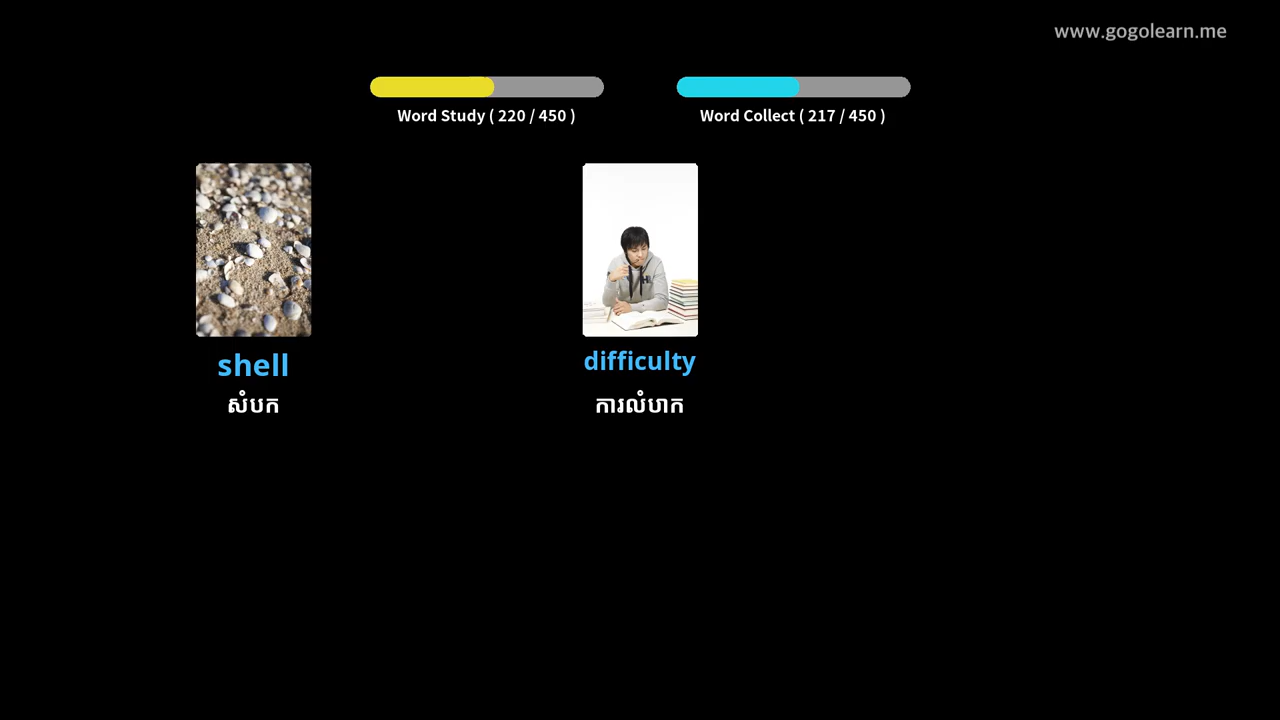 www.gogolearn.me
Word Study ( 220 / 450 )
Word Collect ( 217 / 450 )
shell
សំបក
difficulty
ការលំបាក